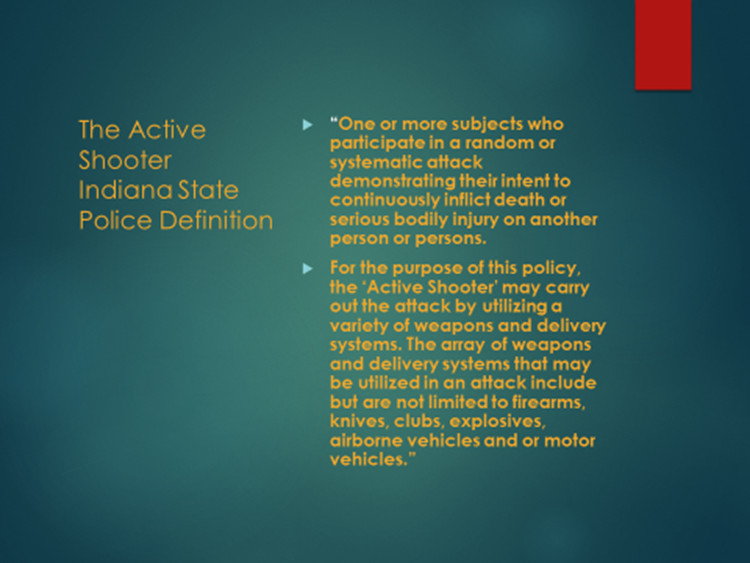 The Active
Shooter
Indiana State
Police Definition
“One or more subjects who
participate in a random or
systematic attack
demonstrating their intent to
continuously inflict death or
serious bodily injury on another
person or persons.
For the purpose of this policy,
the ‘Active Shooter’ may carry
out the attack by utilizing a
variety of weapons and delivery
systems. The array of weapons
and delivery systems that may
be utilized in an attack include
but are not limited to firearms,
knives, clubs, explosives,
airborne vehicles and or motor
vehicles.”